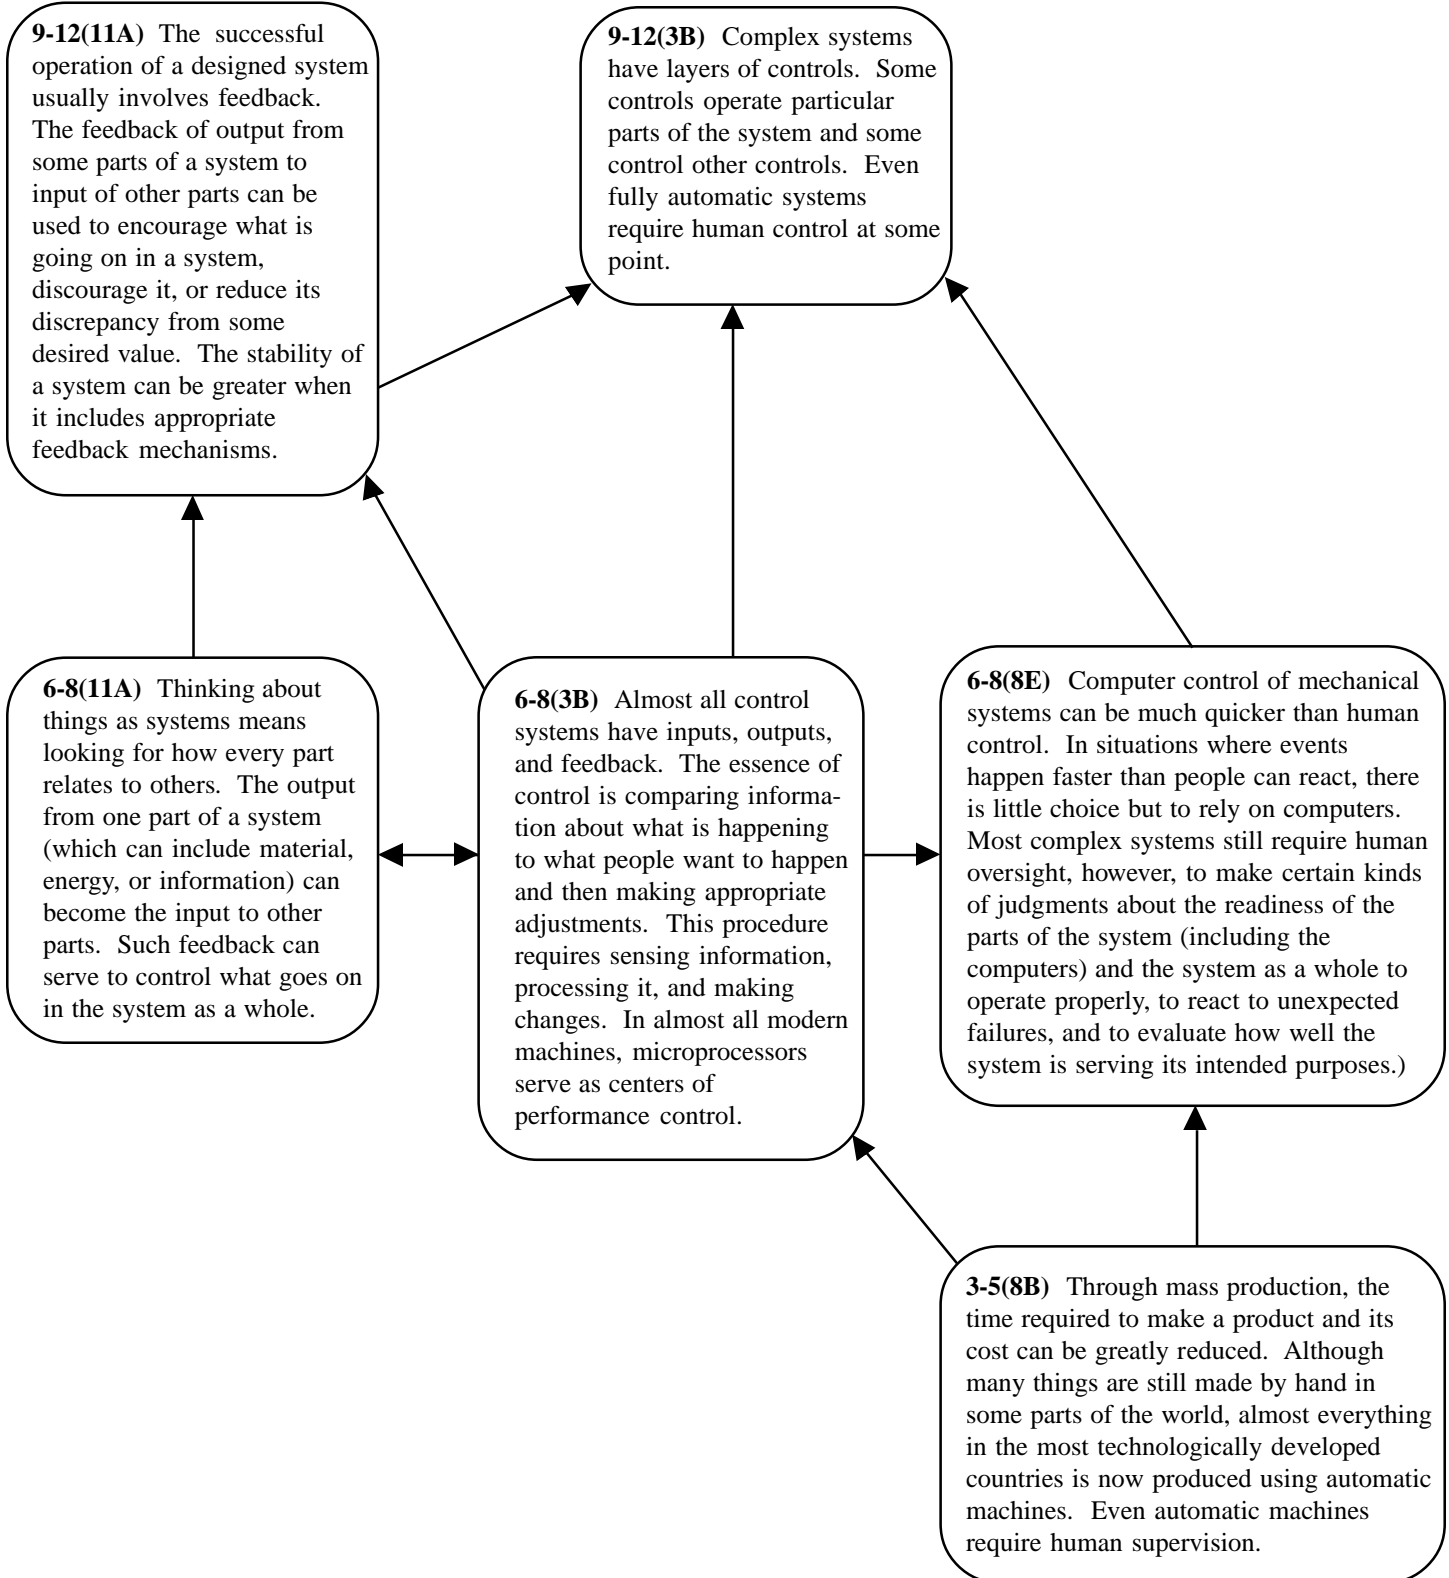 9-12(11A) The successful
operation of a designed system
usually involves feedback.
The feedback of output from
some parts of a system to
input of other parts can be
used to encourage what is
going on in a system,
discourage it, or reduce its
discrepancy from some
desired value. The stability of
a system can be greater when
it includes appropriate
feedback mechanisms.
9-12(3B) Complex systems
have layers of controls. Some
controls operate particular
parts of the system and some
control other controls. Even
fully automatic systems
require human control at some
point.
6-8(11A) Thinking about
things as systems means
looking for how every part
relates to others. The output
from one part of a system
(which can include material,
energy, or information) can
become the input to other
parts. Such feedback can
serve to control what goes on
in the system as a whole.
6-8(3B) Almost all control
systems have inputs, outputs,
and feedback. The essence of
control is comparing informa-
tion about what is happening
to what people want to happen
and then making appropriate
adjustments. This procedure
requires sensing information,
processing it, and making
changes. In almost all modern
machines, microprocessors
serve as centers of
performance control.
6-8(8E) Computer control of mechanical
systems can be much quicker than human
control. In situations where events
happen faster than people can react, there
is little choice but to rely on computers.
Most complex systems still require human
oversight, however, to make certain kinds
of judgments about the readiness of the
parts of the system (including the
computers) and the system as a whole to
operate properly, to react to unexpected
failures, and to evaluate how well the
system is serving its intended purposes.)
3-5(8B) Through mass production, the
time required to make a product and its
cost can be greatly reduced. Although
many things are still made by hand in
some parts of the world, almost everything
in the most technologically developed
countries is now produced using automatic
machines. Even automatic machines
require human supervision.